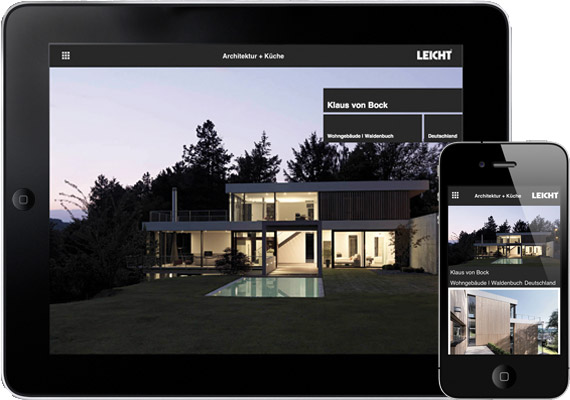 Architektur + Küche
LEICHT
Klaus von Bock
Wohngebäude I Waldenbuch
Deutschland
Architektur + Küche
LEICHT
Klaus von Bock
Wohngebäude I Waldenbuch Deutschland